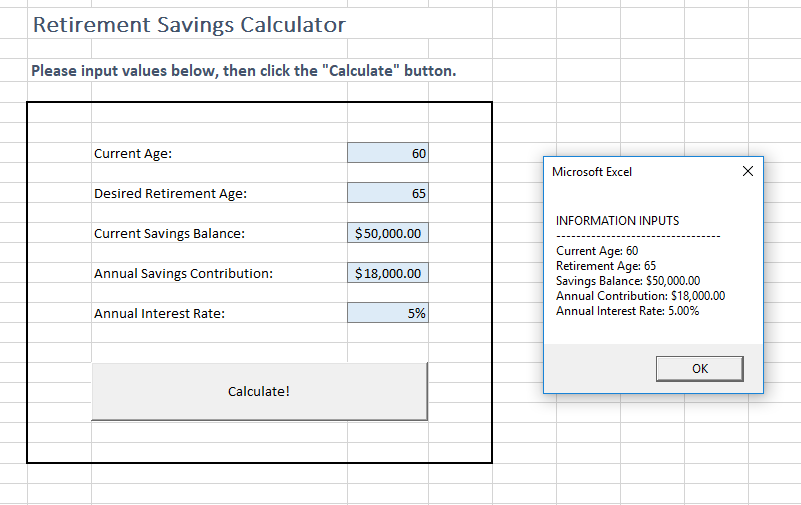 Retirement Savings Calculator
Please input values below, then click the "Calculate" button.
Current Age: 60
Desired Retirement Age: 65
Current Savings Balance: $50,000.00
Annual Savings Contribution: $18,000.00
Annual Interest Rate: 5%
Calculate!
Microsoft Excel
INFORMATION INPUTS
---------------------------------
Current Age: 60
Retirement Age: 65
Savings Balance: $50,000.00
Annual Contribution: $18,000.00
Annual Interest Rate: 5.00%
OK